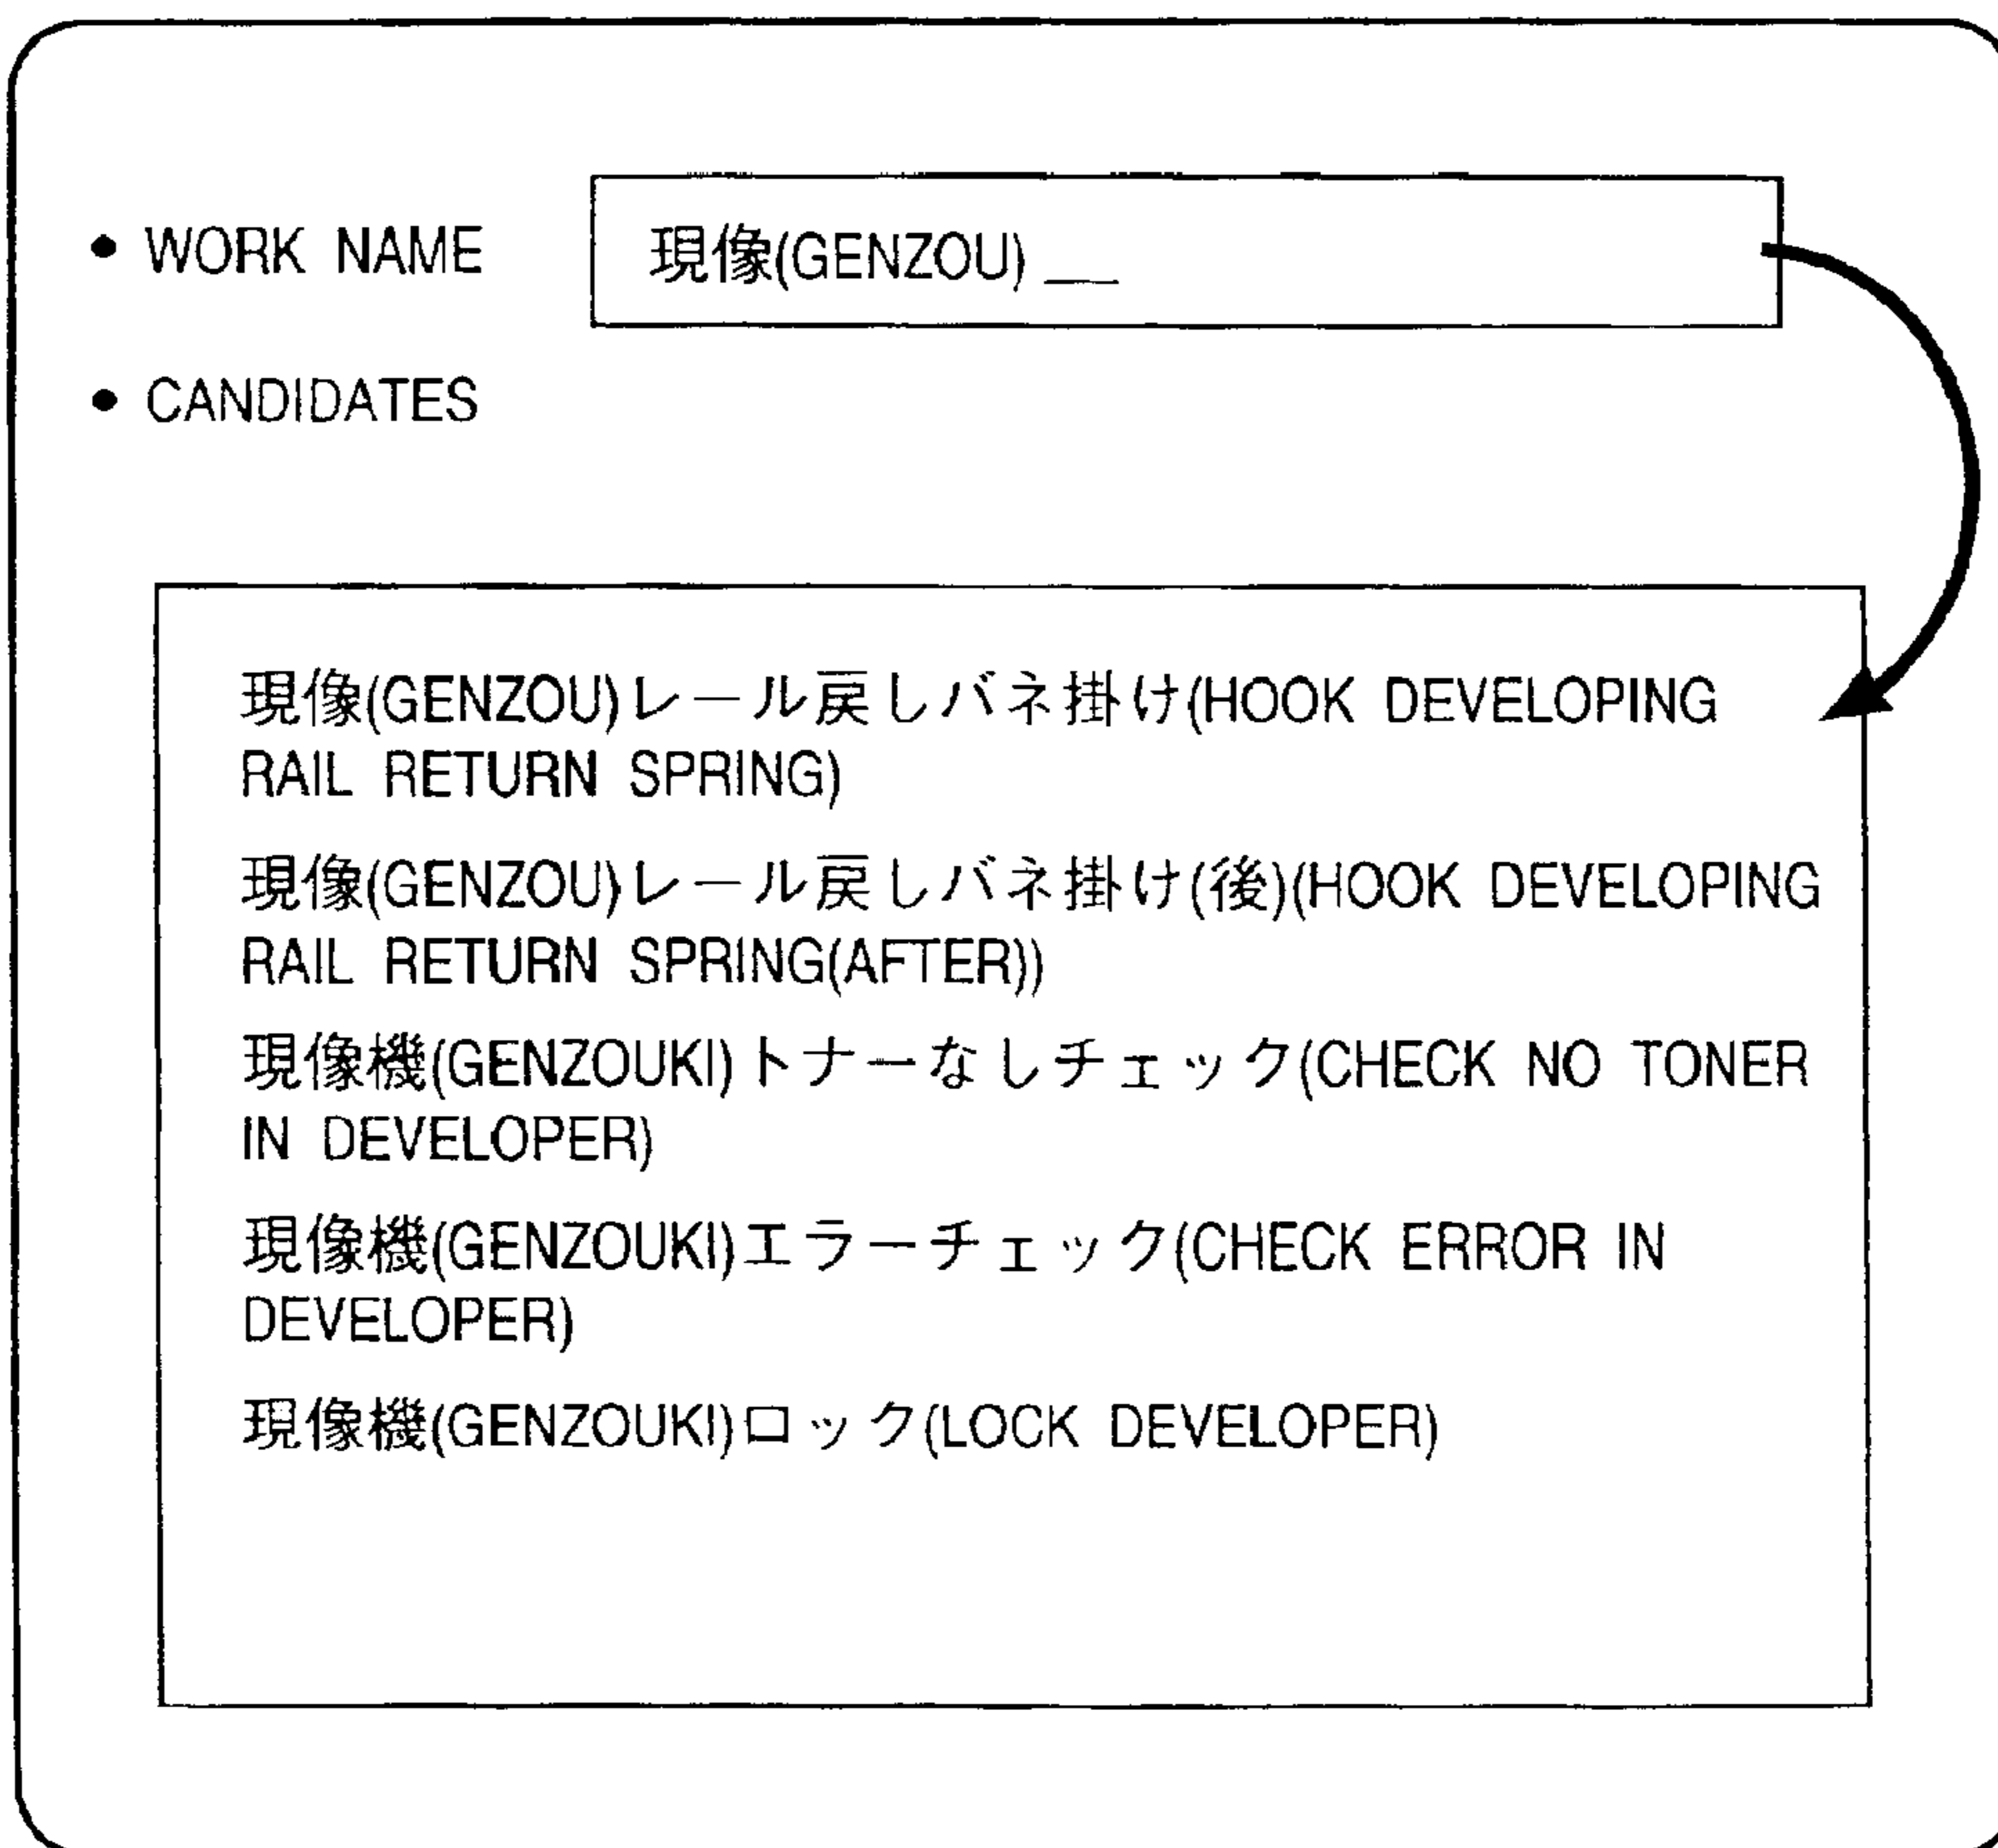 • WORK NAME 現像(GENZOU) __
• CANDIDATES
現像(GENZOU)レール戻しバネ掛け(HOOK DEVELOPING
RAIL RETURN SPRING)
現像(GENZOU)レール戻しバネ掛け(後)(HOOK DEVELOPING
RAIL RETURN SPRING(AFTER))
現像機(GENZOUKI)トナーなしチェック(CHECK NO TONER
IN DEVELOPER)
現像機(GENZOUKI)エラーチェック(CHECK ERROR IN
DEVELOPER)
現像機(GENZOUKI)ロック(LOCK DEVELOPER)